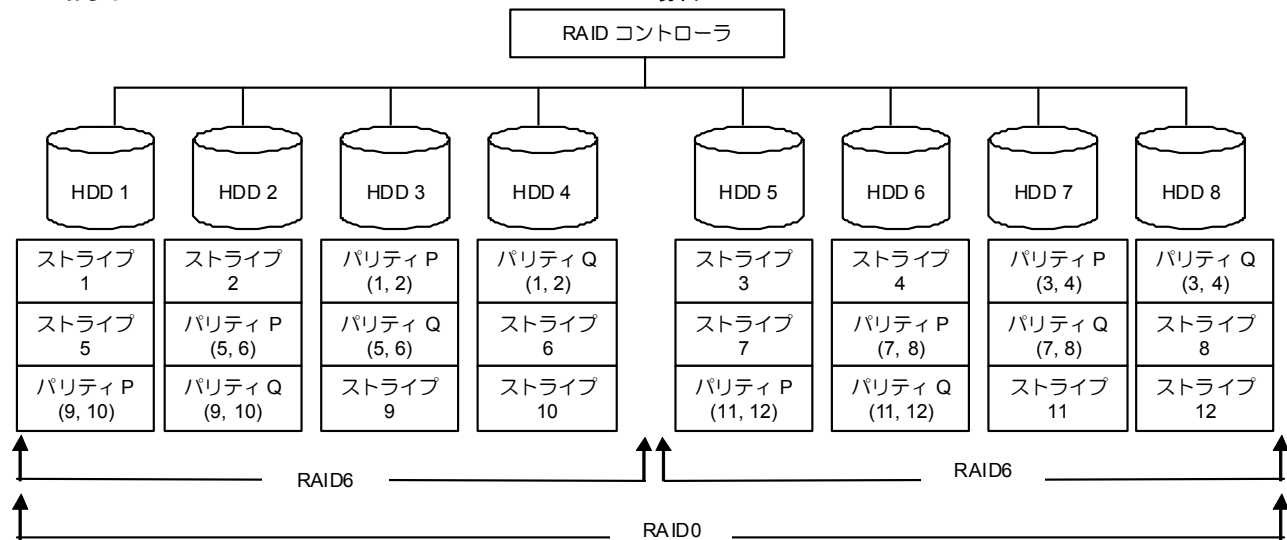 RAID コントローラ
HDD 1
HDD 2
HDD 3
HDD 4
HDD 5
HDD 6
HDD 7
HDD 8
ストライプ
1
ストライプ
2
パリティ P
(1, 2)
パリティ Q
(1, 2)
ストライプ
3
ストライプ
4
パリティ P
(3, 4)
パリティ Q
(3, 4)
ストライプ
5
パリティ P
(5, 6)
パリティ Q
(5, 6)
ストライプ
6
ストライプ
7
パリティ P
(7, 8)
パリティ Q
(7, 8)
ストライプ
8
パリティ P
(9, 10)
パリティ Q
(9, 10)
ストライプ
9
ストライプ
10
パリティ P
(11, 12)
パリティ Q
(11, 12)
ストライプ
11
ストライプ
12
RAID6
RAID6
RAID0